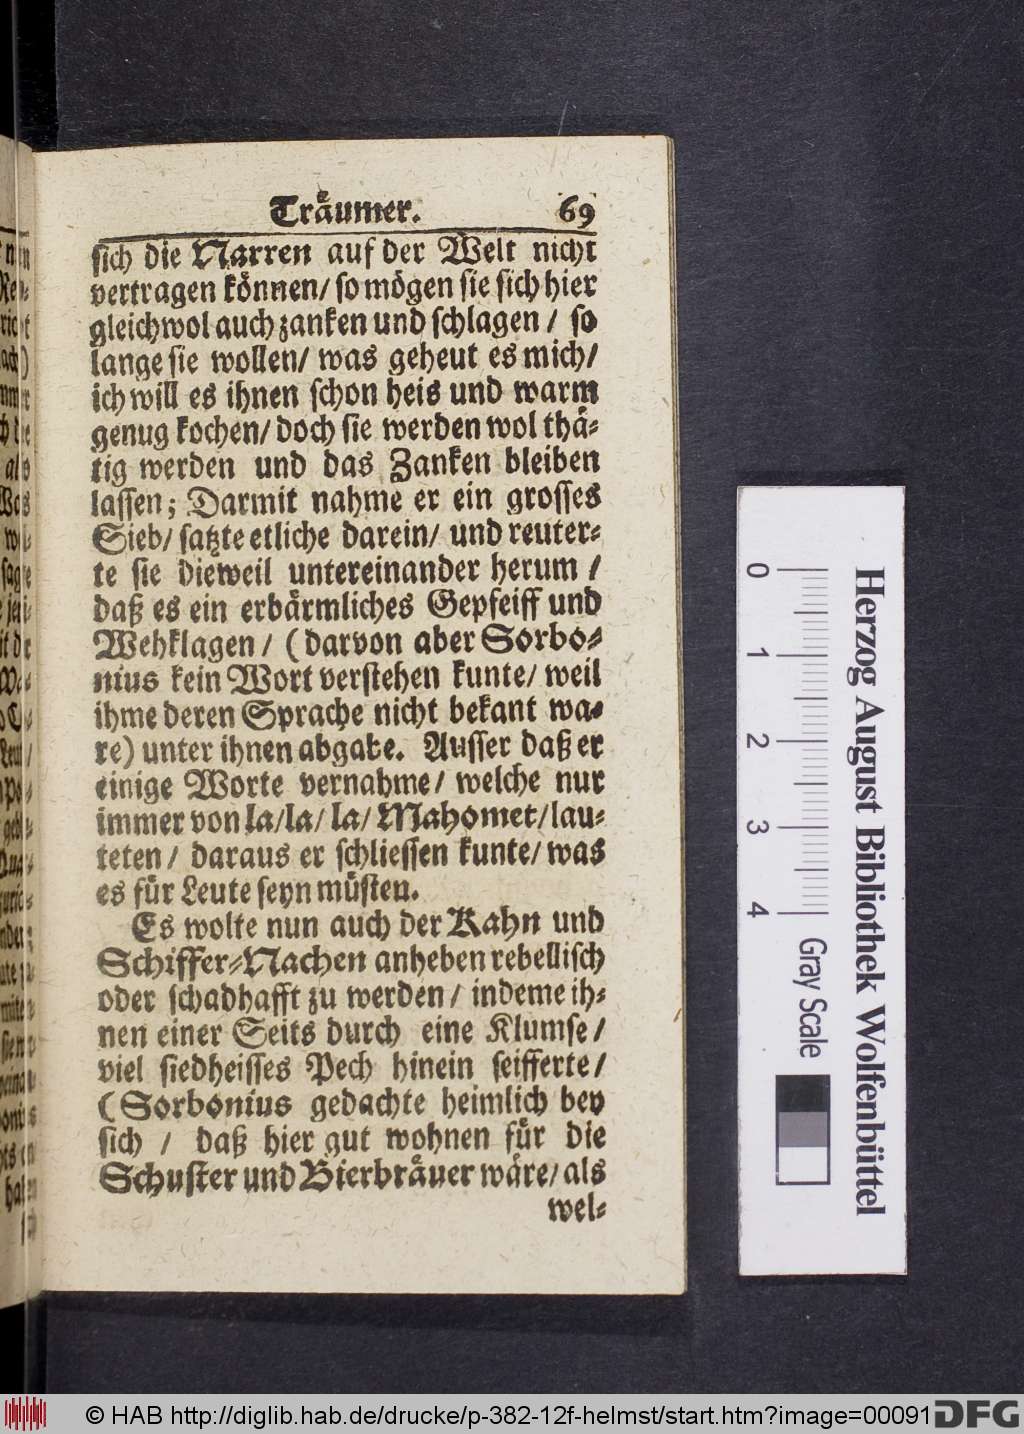 Träumer. 69
sich die Narren auf der Welt nicht
vertragen können/ so mögen sie sich hier
gleichwol auch zanken und schlagen / so
lange sie wollen/ was geheut es mich/
ich will es ihnen schon heis und warm
genug kochen/ doch sie werden wol thä-
tig werden und das Zanken bleiben
lassen; Darmit nahme er ein grosses
Sieb/ satzte etliche darein/ und reuter-
te sie dieweil untereinander herum /
daß es ein erbärmliches Gepfeiff und
Wehklagen / (darvon aber Sorbo-
nius kein Wort verstehen kunte/ weil
ihme deren Sprache nicht bekant wa-
re) unter ihnen abgabe. Ausser daß er
einige Worte vernahme/ welche nur
immer von la/la/ la/ Mahomet/lau-
teten / daraus er schliessen kunte/ was
es für Leute seyn müsten.
Es wolte nun auch der Kahn und
Schiffer-Nachen anheben rebellisch
oder schadhafft zu werden / indeme ih-
nen einer Seits durch eine Klumse /
viel siedheisses Pech hinein seifferte/
(Sorbonius gedachte heimlich bey
sich / daß hier gut wohnen für die
Schuster und Bierbräuer wäre/ als
wel-
0 1 2 3 4
Gray Scale
Herzog August Bibliothek Wolfenbüttel
© HAB http://diglib.hab.de/drucke/p-382-12f-helmst/start.htm?image=00091
DFG